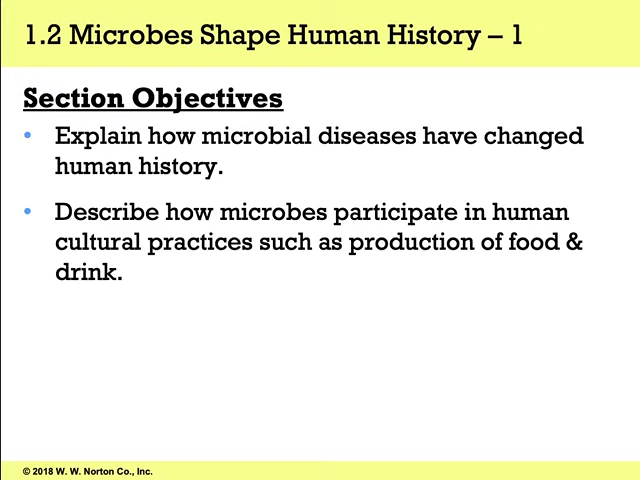 1.2 Microbes Shape Human History – 1
Section Objectives
• Explain how microbial diseases have changed
human history.
• Describe how microbes participate in human
cultural practices such as production of food &
drink.
© 2018 W. W. Norton Co., Inc.